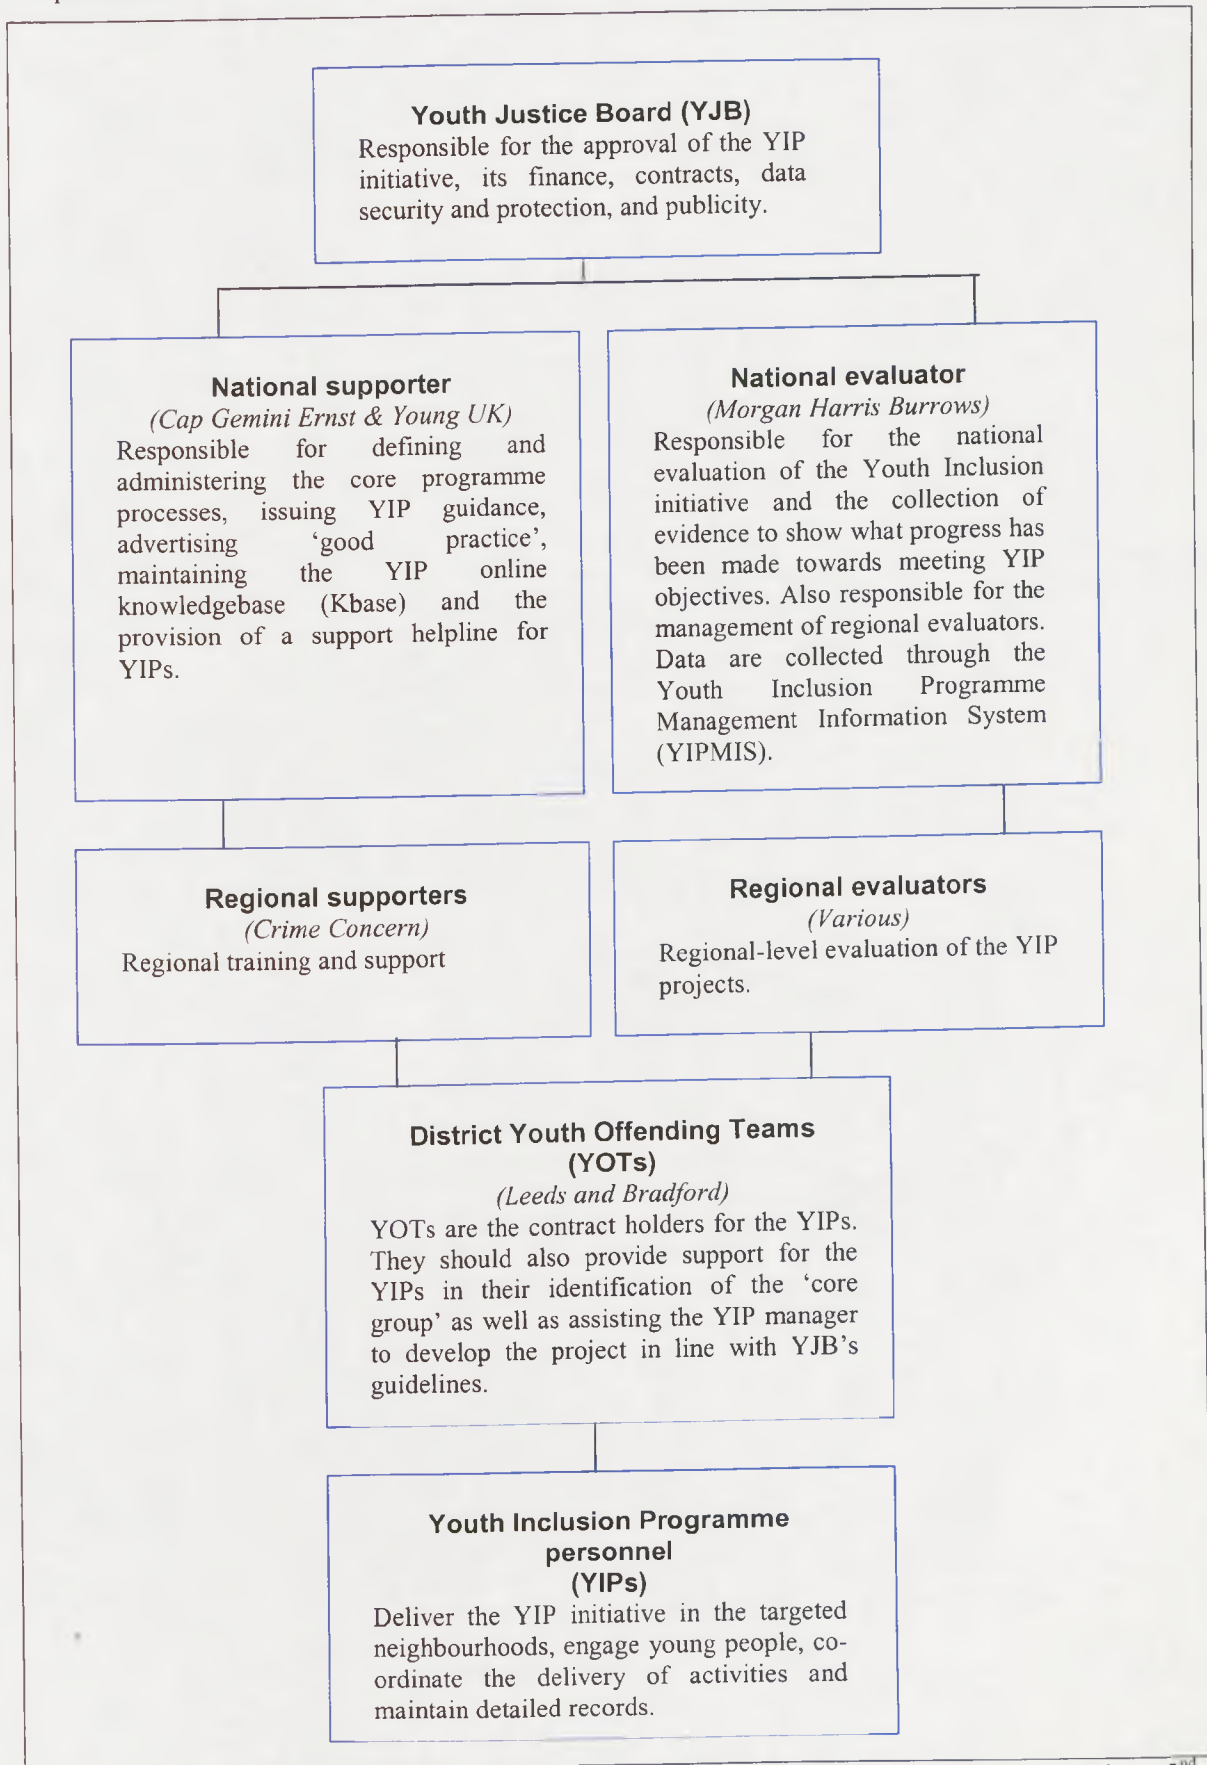 Youth Justice Board (YJB)
Responsible for the approval of the YIP
initiative, its finance, contracts, data
security and protection, and publicity.
National supporter
(Cap Gemini Ernst & Young UK)
Responsible for defining and
administering the core programme
processes, issuing YIP guidance,
advertising ‘good practice’,
maintaining the YIP online
knowledgebase (Kbase) and the
provision of a support helpline for
YIPs.
National evaluator
(Morgan Harris Burrows)
Responsible for the national
evaluation of the Youth Inclusion
initiative and the collection of
evidence to show what progress has
been made towards meeting YIP
objectives. Also responsible for the
management of regional evaluators.
Data are collected through the
Youth Inclusion Programme
Management Information System
(YIPMIS).
Regional supporters
(Crime Concern)
Regional training and support
Regional evaluators
(Various)
Regional-level evaluation of the YIP
projects.
District Youth Offending Teams
(YOTs)
(Leeds and Bradford)
YOTs are the contract holders for the YIPs.
They should also provide support for the
YIPs in their identification of the ‘core
group’ as well as assisting the YIP manager
to develop the project in line with YJB’s
guidelines.
Youth Inclusion Programme
personnel
(YIPs)
Deliver the YIP initiative in the targeted
neighbourhoods, engage young people, co-
ordinate the delivery of activities and
maintain detailed records.